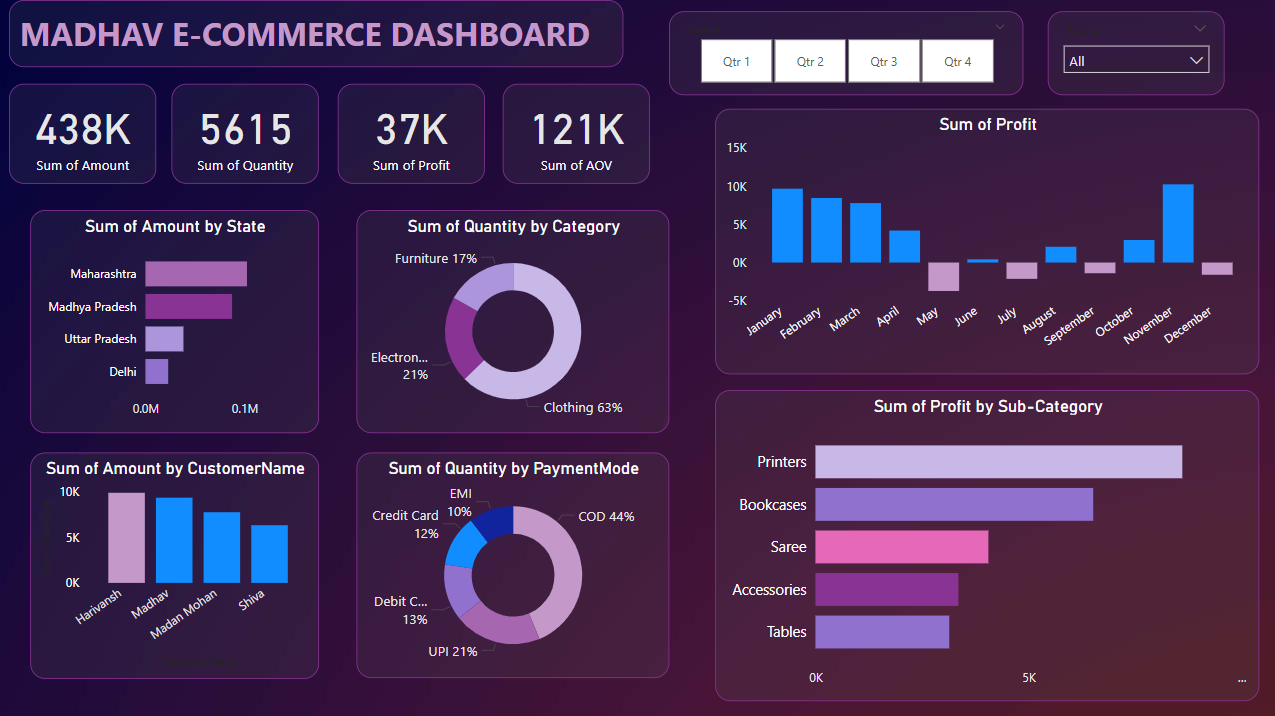 MADHAV E-COMMERCE DASHBOARD
Qtr 1
Qtr 2
Qtr 3
Qtr 4
All
438K
Sum of Amount
5615
Sum of Quantity
37K
Sum of Profit
121K
Sum of AOV
Sum of Profit
15K
10K
5K
0K
-5K
January
February
March
April
May
June
July
August
September
October
November
December
Sum of Amount by State
Maharashtra
Madhya Pradesh
Uttar Pradesh
Delhi
0.0M
0.1M
Sum of Quantity by Category
Furniture 17%
Electron...
21%
Clothing 63%
Sum of Profit by Sub-Category
Printers
Bookcases
Saree
Accessories
Tables
0K
5K
...
Sum of Amount by CustomerName
10K
5K
0K
Harivansh
Madhav
Madan Mohan
Shiva
Sum of Quantity by PaymentMode
EMI
10%
Credit Card
12%
COD 44%
Debit C...
13%
UPI 21%